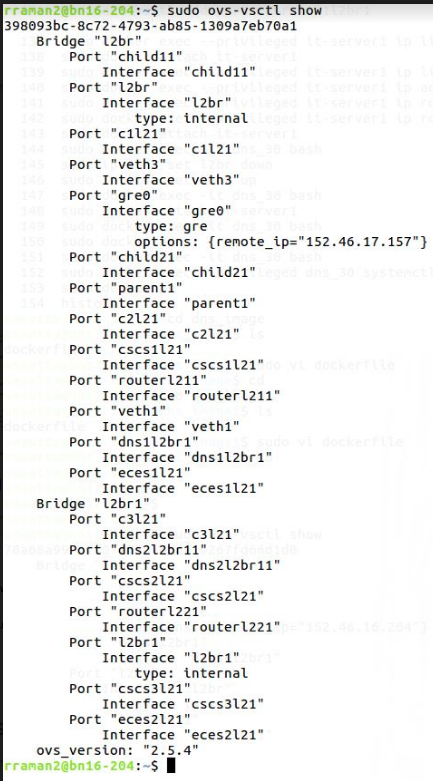 rraman2@bn16-204:~$ sudo ovs-vsctl show
398093bc-8c72-4793-ab85-1309a7eb70a1
    Bridge "l2br"
        Port "child11"
            Interface "child11"
        Port "l2br"
            Interface "l2br"
                type: internal
        Port "c1l21"
            Interface "c1l21"
        Port "veth3"
            Interface "veth3"
        Port "gre0"
            Interface "gre0"
                type: gre
                options: {remote_ip="152.46.17.157"}
        Port "child21"
            Interface "child21"
        Port "parent1"
            Interface "parent1"
        Port "c2l21"
            Interface "c2l21"
        Port "cscs1l21"
            Interface "cscs1l21"
        Port "routerl211"
            Interface "routerl211"
        Port "veth1"
            Interface "veth1"
        Port "dns1l2br1"
            Interface "dns1l2br1"
        Port "eces1l21"
            Interface "eces1l21"
    Bridge "l2br1"
        Port "c3l21"
            Interface "c3l21"
        Port "dns2l2br11"
            Interface "dns2l2br11"
        Port "cscs2l21"
            Interface "cscs2l21"
        Port "routerl221"
            Interface "routerl221"
        Port "l2br1"
            Interface "l2br1"
                type: internal
        Port "cscs3l21"
            Interface "cscs3l21"
        Port "eces2l21"
            Interface "eces2l21"
    ovs_version: "2.5.4"
rraman2@bn16-204:~$